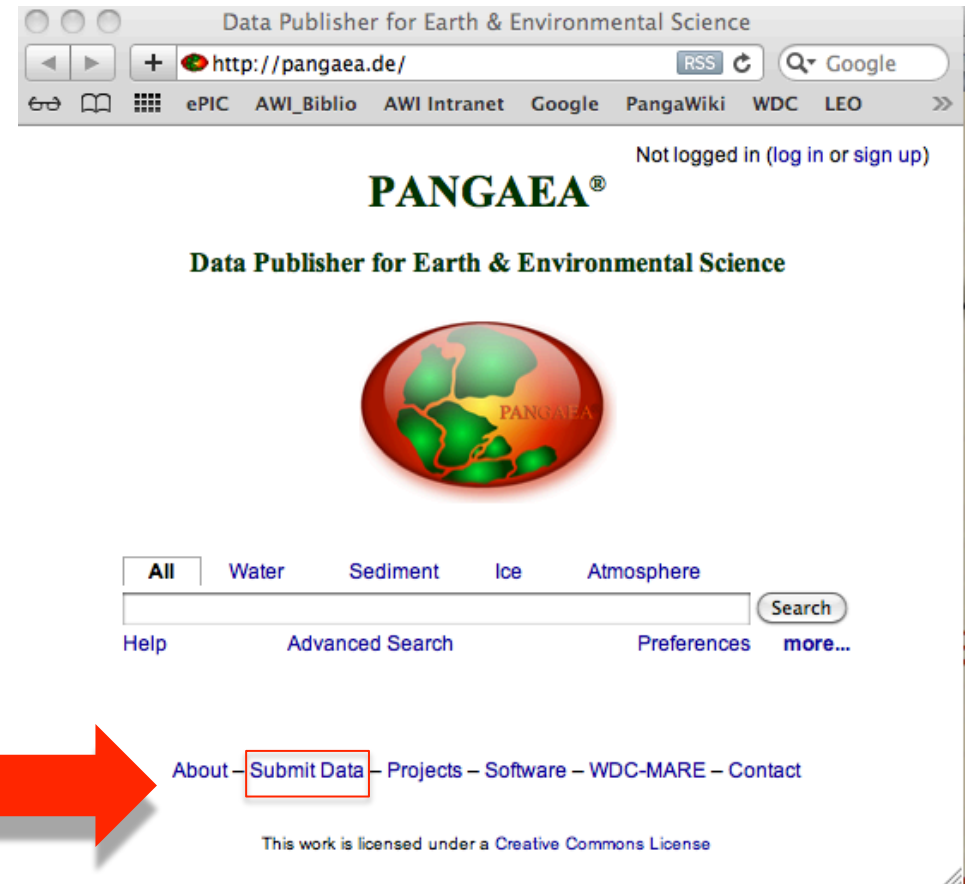 Data Publisher for Earth & Environmental Science
+ http://pangaea.de/ RSS Google
ePIC AWI_Biblio AWI Intranet Google PangaWiki WDC LEO »
Not logged in (log in or sign up)
PANGAEA®
Data Publisher for Earth & Environmental Science
PANGAEA
All Water Sediment Ice Atmosphere
Search
Help Advanced Search Preferences more...
About – Submit Data – Projects – Software – WDC-MARE – Contact
This work is licensed under a Creative Commons License